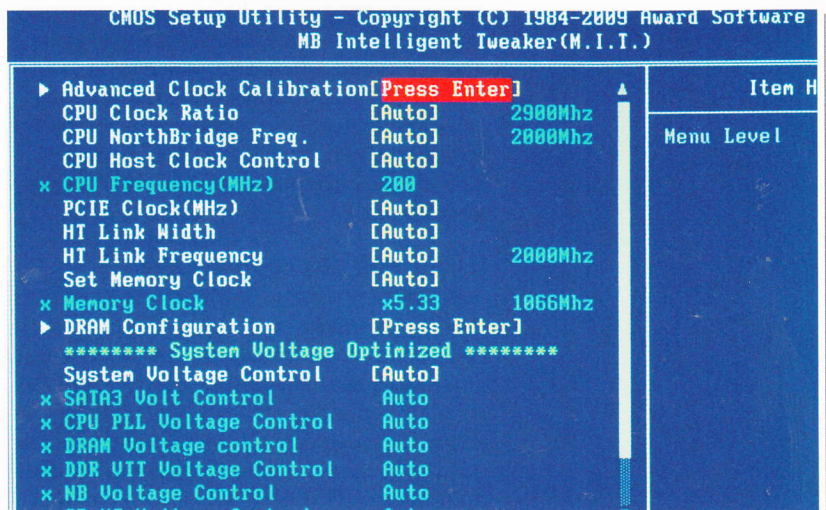 CMOS Setup Utility - Copyright (C) 1984-2009 Award Software
MB Intelligent Tweaker(M.I.T.)
▶ Advanced Clock Calibration[Press Enter] Item H
CPU Clock Ratio [Auto] 2900Mhz
CPU NorthBridge Freq. [Auto] 2000Mhz Menu Level
CPU Host Clock Control [Auto]
x CPU Frequency(MHz) 200
PCIE Clock(MHz) [Auto]
HT Link Width [Auto]
HT Link Frequency [Auto] 2000Mhz
Set Memory Clock [Auto]
x Memory Clock x5.33 1066Mhz
▶ DRAM Configuration [Press Enter]
******** System Voltage Optimized ********
System Voltage Control [Auto]
x SATA3 Volt Control Auto
x CPU PLL Voltage Control Auto
x DRAM Voltage control Auto
x DDR VTT Voltage Control Auto
x NB Voltage Control Auto